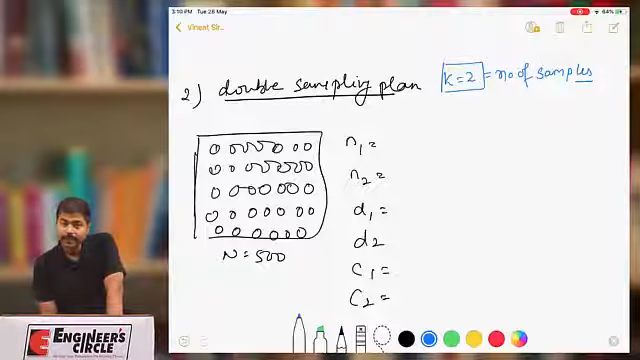 3:10 PM Tue 28 May
64%
Vineet Sir..
2) double sampling plan
K=2 = no of samples
n₁=
n₂=
d₁=
d₂
C₁=
C₂=
N=500
ENGINEER'S
CIRCLE